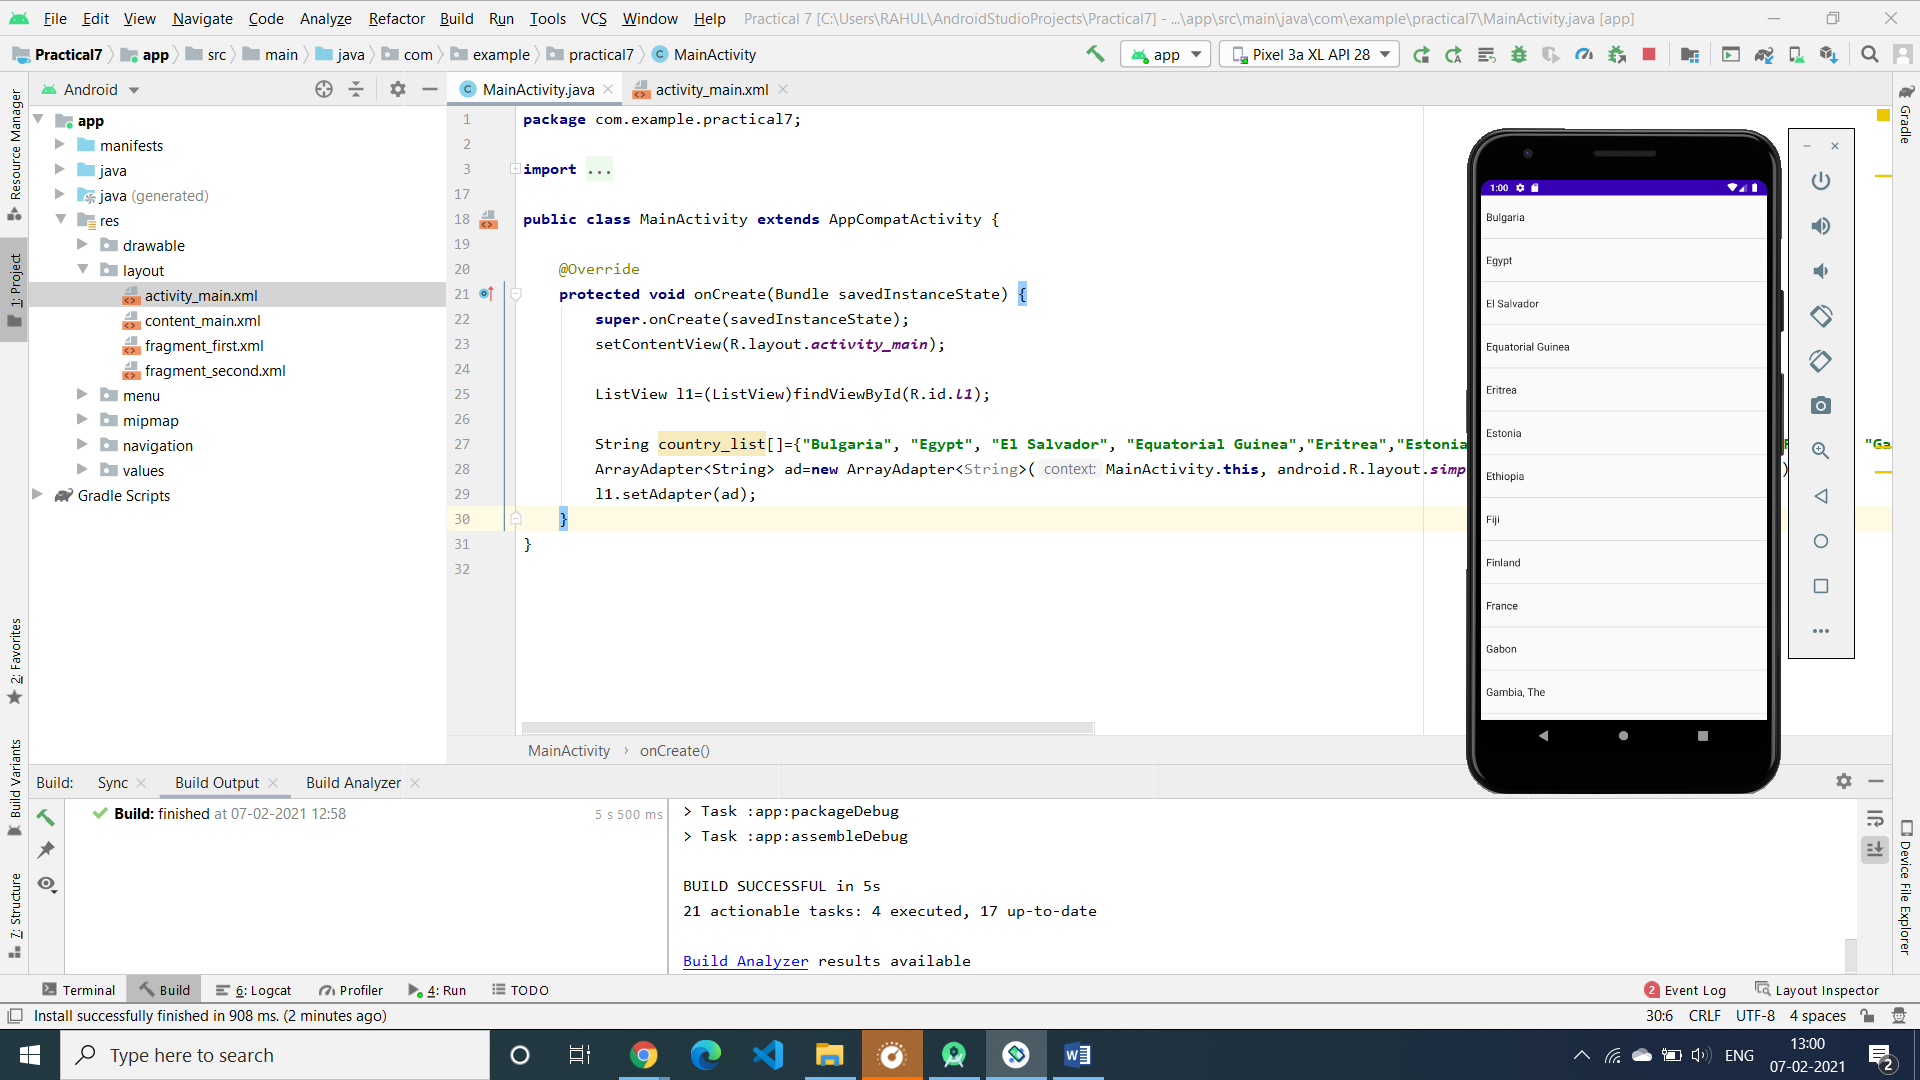 File Edit View Navigate Code Analyze Refactor Build Run Tools VCS Window Help Practical 7 [C:\Users\RAHUL\AndroidStudioProjects\Practical7] - ...\app\src\main\java\com\example\practical7\MainActivity.java [app]
Practical7 app src main java com example practical7 MainActivity app Pixel 3a XL API 28
Resource Manager
1: Project
2: Favorites
Build Variants
7: Structure
Android
app
manifests
java
java (generated)
res
drawable
layout
activity_main.xml
content_main.xml
fragment_first.xml
fragment_second.xml
menu
mipmap
navigation
values
Gradle Scripts
MainActivity.java activity_main.xml
1 package com.example.practical7;
2
3 import ...
17
18 public class MainActivity extends AppCompatActivity {
19
20 @Override
21 protected void onCreate(Bundle savedInstanceState) {
22 super.onCreate(savedInstanceState);
23 setContentView(R.layout.activity_main);
24
25 ListView l1=(ListView)findViewById(R.id.l1);
26
27 String country_list[]={"Bulgaria", "Egypt", "El Salvador", "Equatorial Guinea","Eritrea","Estonia "Ga
28 ArrayAdapter<String> ad=new ArrayAdapter<String>( context: MainActivity.this, android.R.layout.simp )
29 l1.setAdapter(ad);
30 }
31 }
32
MainActivity › onCreate()
1:00
Bulgaria
Egypt
El Salvador
Equatorial Guinea
Eritrea
Estonia
Ethiopia
Fiji
Finland
France
Gabon
Gambia, The
Gradle
Device File Explorer
Build: Sync Build Output Build Analyzer
Build: finished at 07-02-2021 12:58 5 s 500 ms
> Task :app:packageDebug
> Task :app:assembleDebug
BUILD SUCCESSFUL in 5s
21 actionable tasks: 4 executed, 17 up-to-date
Build Analyzer results available
Terminal Build 6: Logcat Profiler 4: Run TODO 2 Event Log Layout Inspector
Install successfully finished in 908 ms. (2 minutes ago) 30:6 CRLF UTF-8 4 spaces
Type here to search ENG 13:00
07-02-2021 2